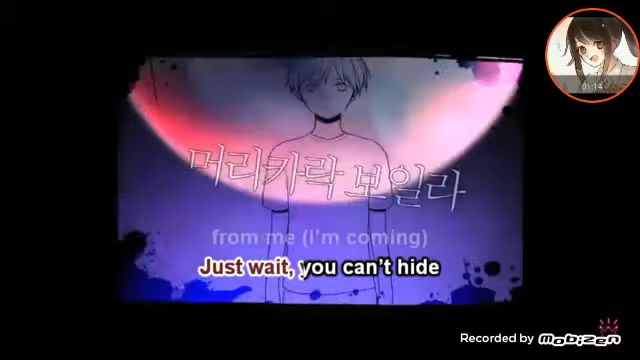 01:14
머리카락 보일라
from me (I'm coming)
Just wait, you can't hide
Recorded by mobizen